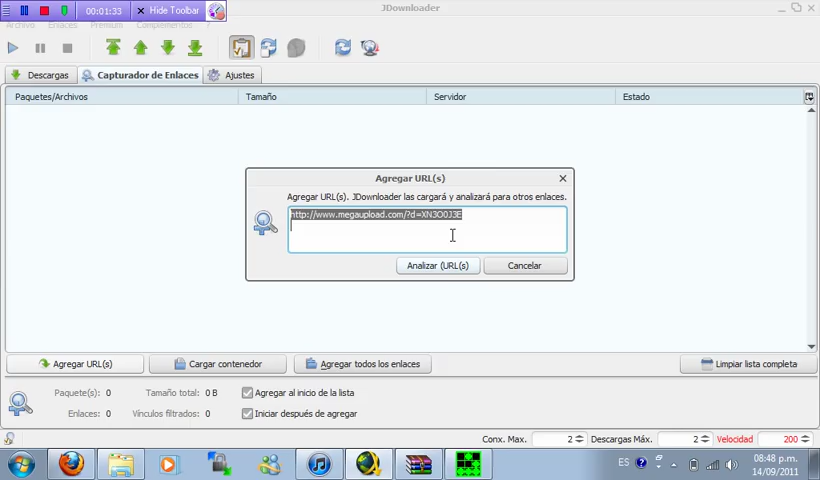 JDownloader
00:01:33
Hide Toolbar
Archivo Enlaces Premium Complementos ?
Descargas
Capturador de Enlaces
Ajustes
Paquetes/Archivos
Tamaño
Servidor
Estado
Agregar URL(s)
Agregar URL(s). JDownloader las cargará y analizará para otros enlaces.
http://www.megaupload.com/?d=XN3O0J3E
Analizar (URL(s)
Cancelar
Agregar URL(s)
Cargar contenedor
Agregar todos los enlaces
Limpiar lista completa
Paquete(s): 0
Tamaño total: 0 B
Agregar al inicio de la lista
Enlaces: 0
Vínculos filtrados: 0
Iniciar después de agregar
Conx. Max. 2
Descargas Máx. 2
Velocidad 200
ES
08:48 p.m.
14/09/2011